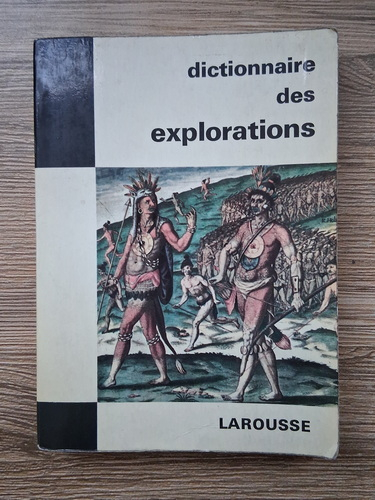 dictionnaire
des
explorations
LAROUSSE